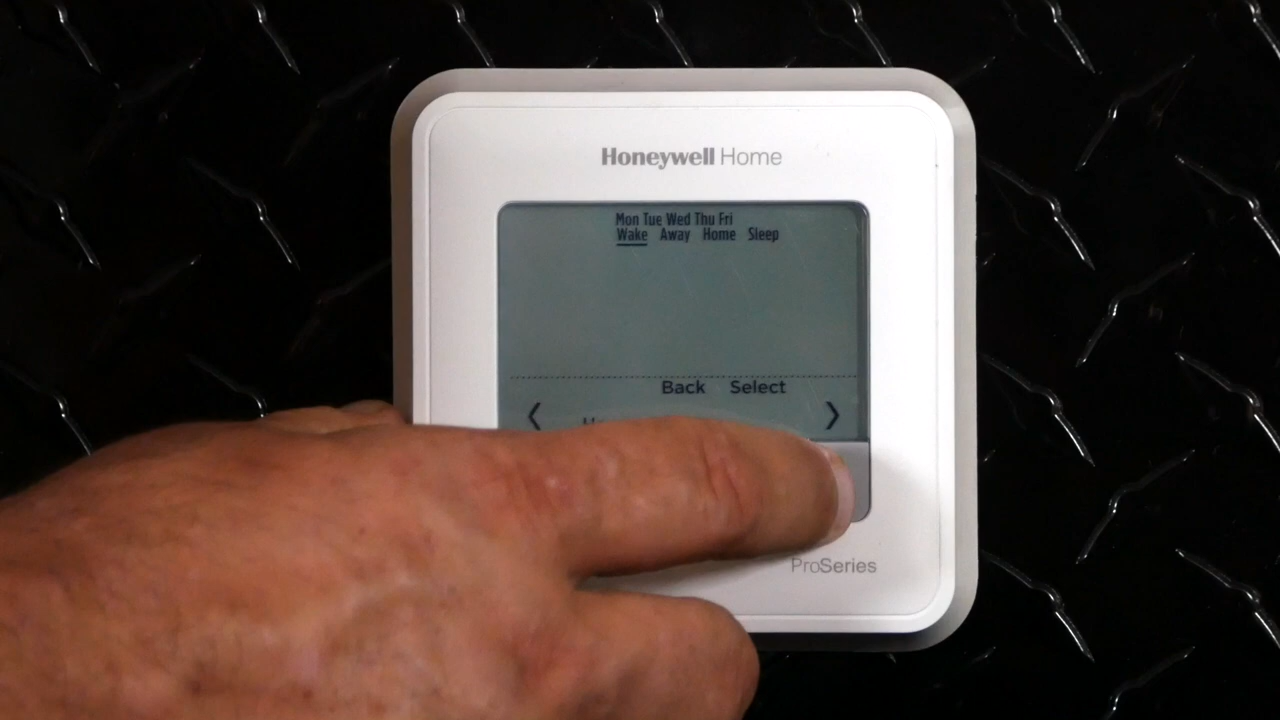 Honeywell Home
Mon Tue Wed Thu Fri
Wake Away Home Sleep
Back Select
ProSeries